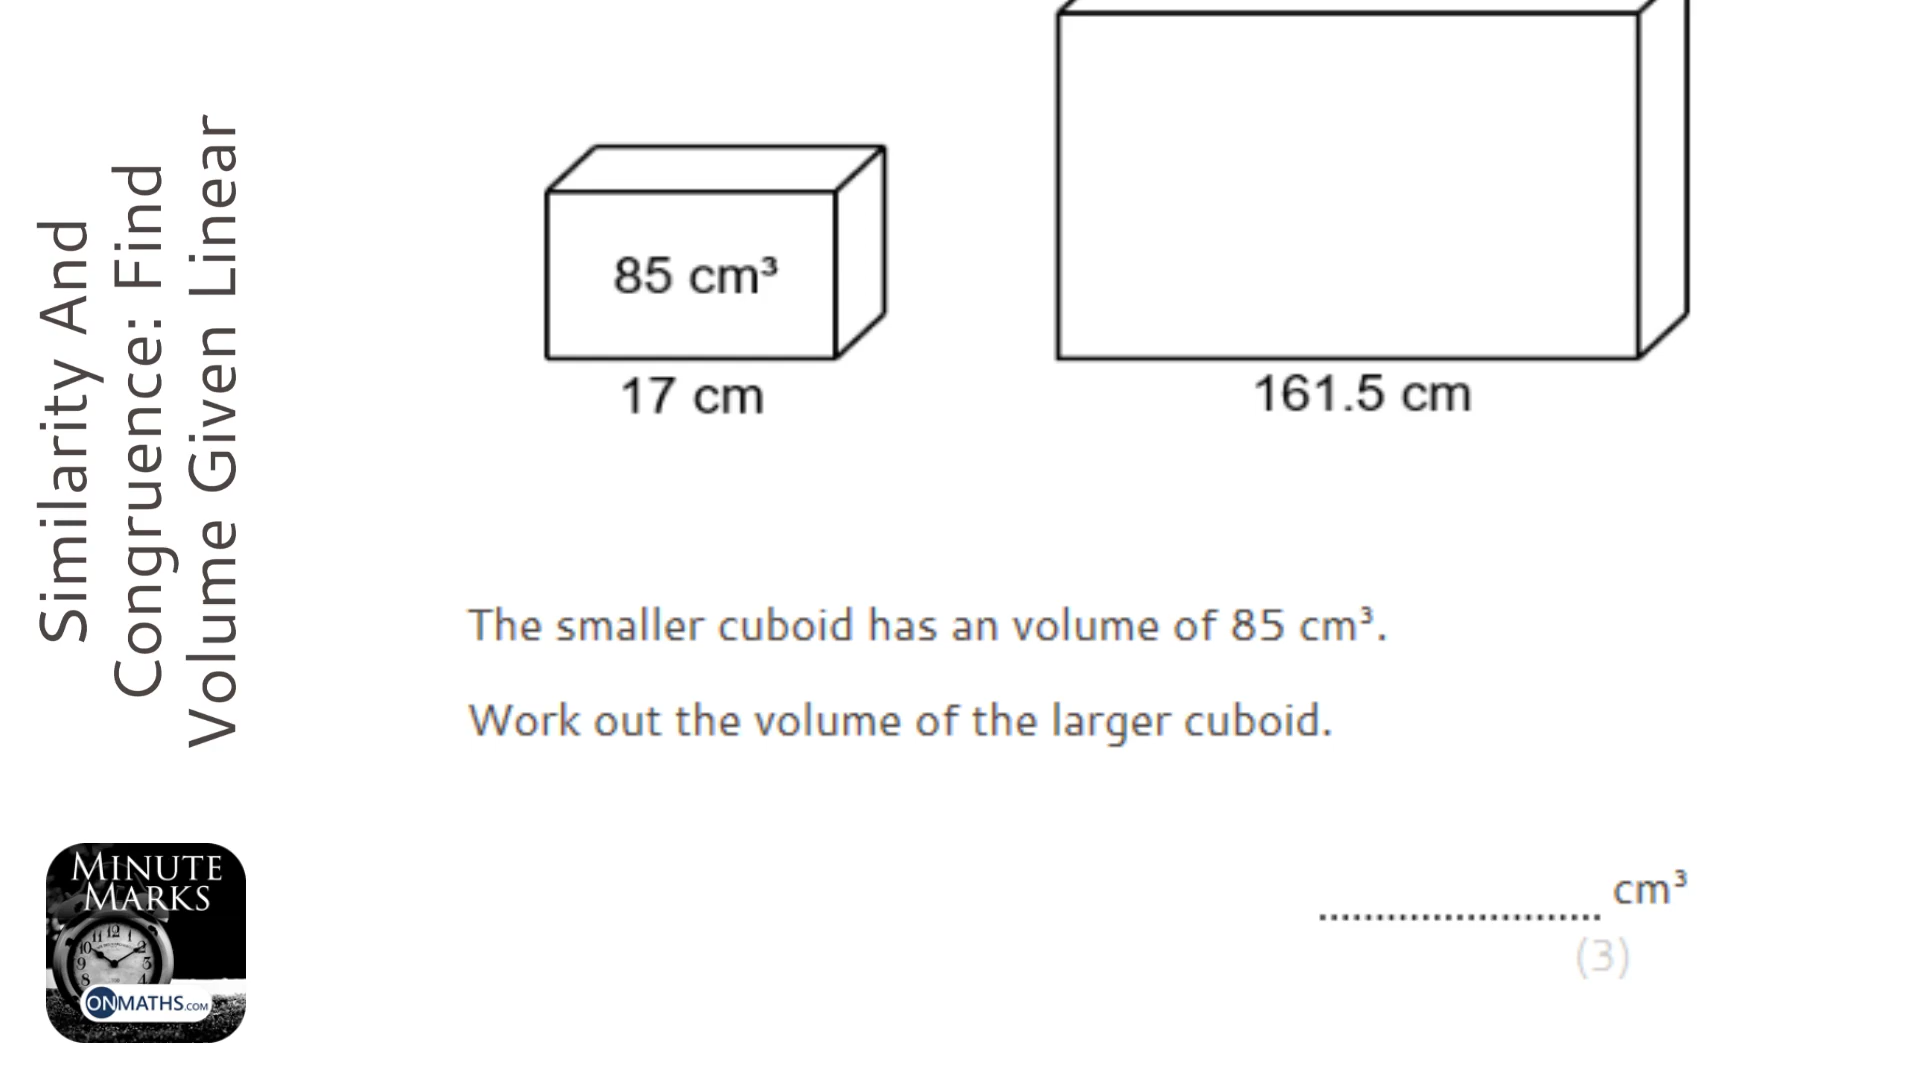 Similarity And
Congruence: Find
Volume Given Linear
85 cm³
17 cm
161.5 cm
The smaller cuboid has an volume of 85 cm³.
Work out the volume of the larger cuboid.
........................ cm³
(3)
MINUTE
MARKS
ONMATHS.COM